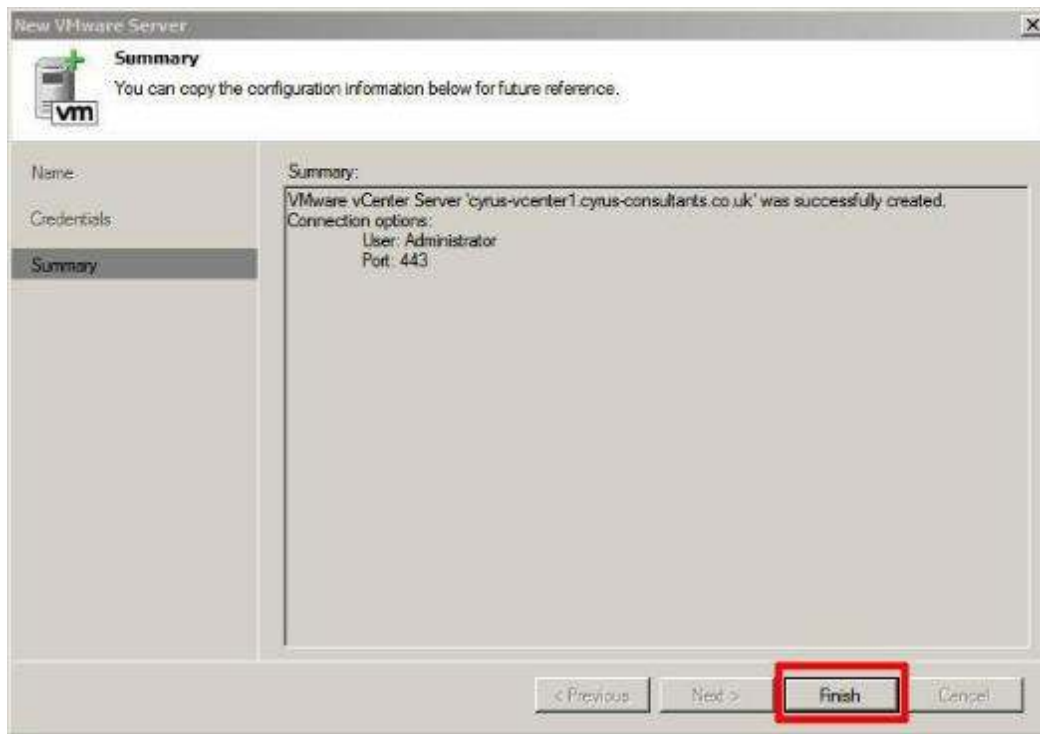 New VMware Server
Summary
You can copy the configuration information below for future reference.
vm
Name
Credentials
Summary
Summary:
VMware vCenter Server 'cyrus-vcenter1.cyrus-consultants.co.uk' was successfully created.
Connection options:
User: Administrator
Port: 443
< Previous
Next >
Finish
Cancel